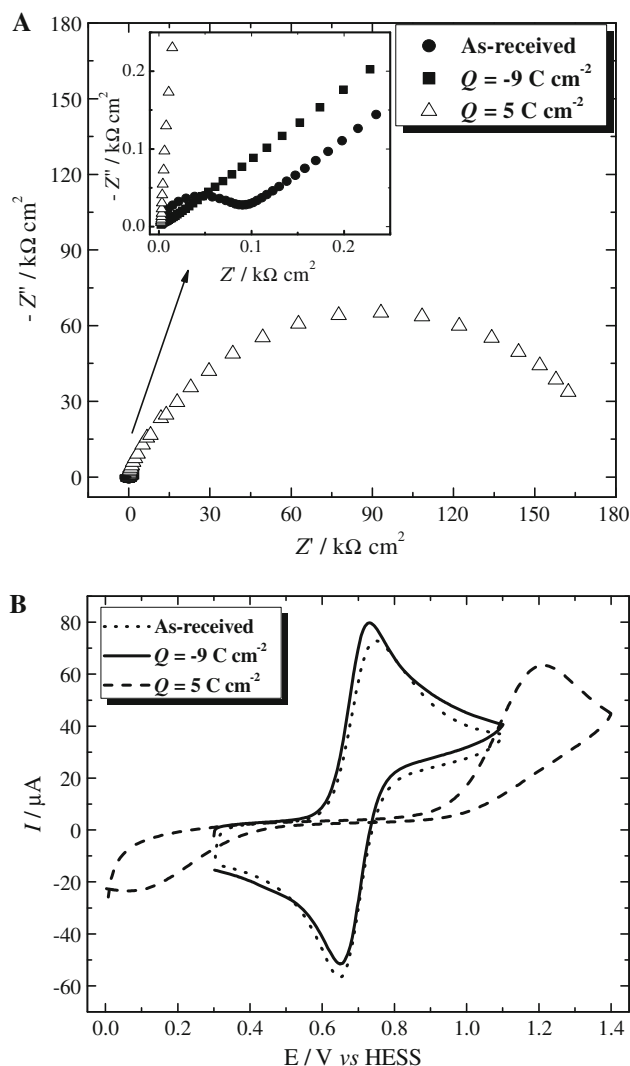 A
180
150
120
90
60
30
0
- Z'' / kΩ cm²
0.2
0.1
0.0
- Z'' / kΩ cm²
0.0 0.1 0.2
Z' / kΩ cm²
As-received
Q = -9 C cm⁻²
Q = 5 C cm⁻²
0 30 60 90 120 150 180
Z' / kΩ cm²
B
80
60
40
20
0
-20
-40
-60
I / μA
As-received
Q = -9 C cm⁻²
Q = 5 C cm⁻²
0.0 0.2 0.4 0.6 0.8 1.0 1.2 1.4
E / V vs HESS